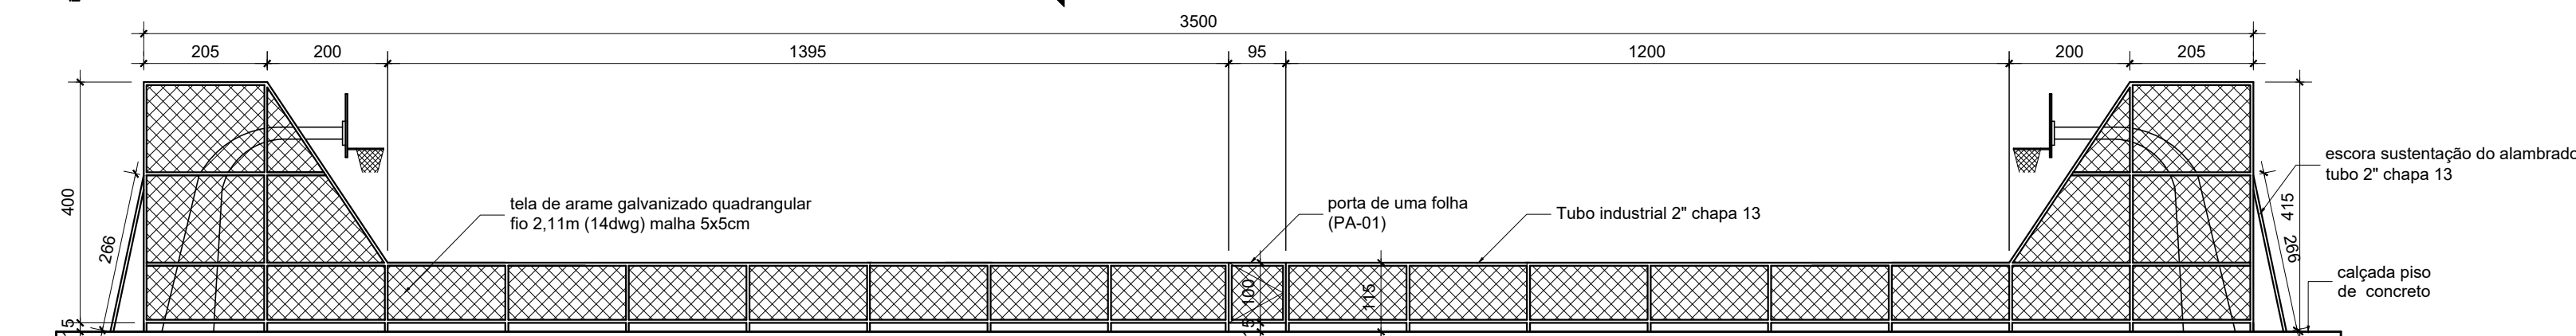 3500
205 200 1395 95 1200 200 205
400
266
15
tela de arame galvanizado quadrangular
fio 2,11m (14dwg) malha 5x5cm
porta de uma folha
(PA-01)
Tubo industrial 2" chapa 13
100
115
escora sustentação do alambrado
tubo 2" chapa 13
415
266
calçada piso
de concreto